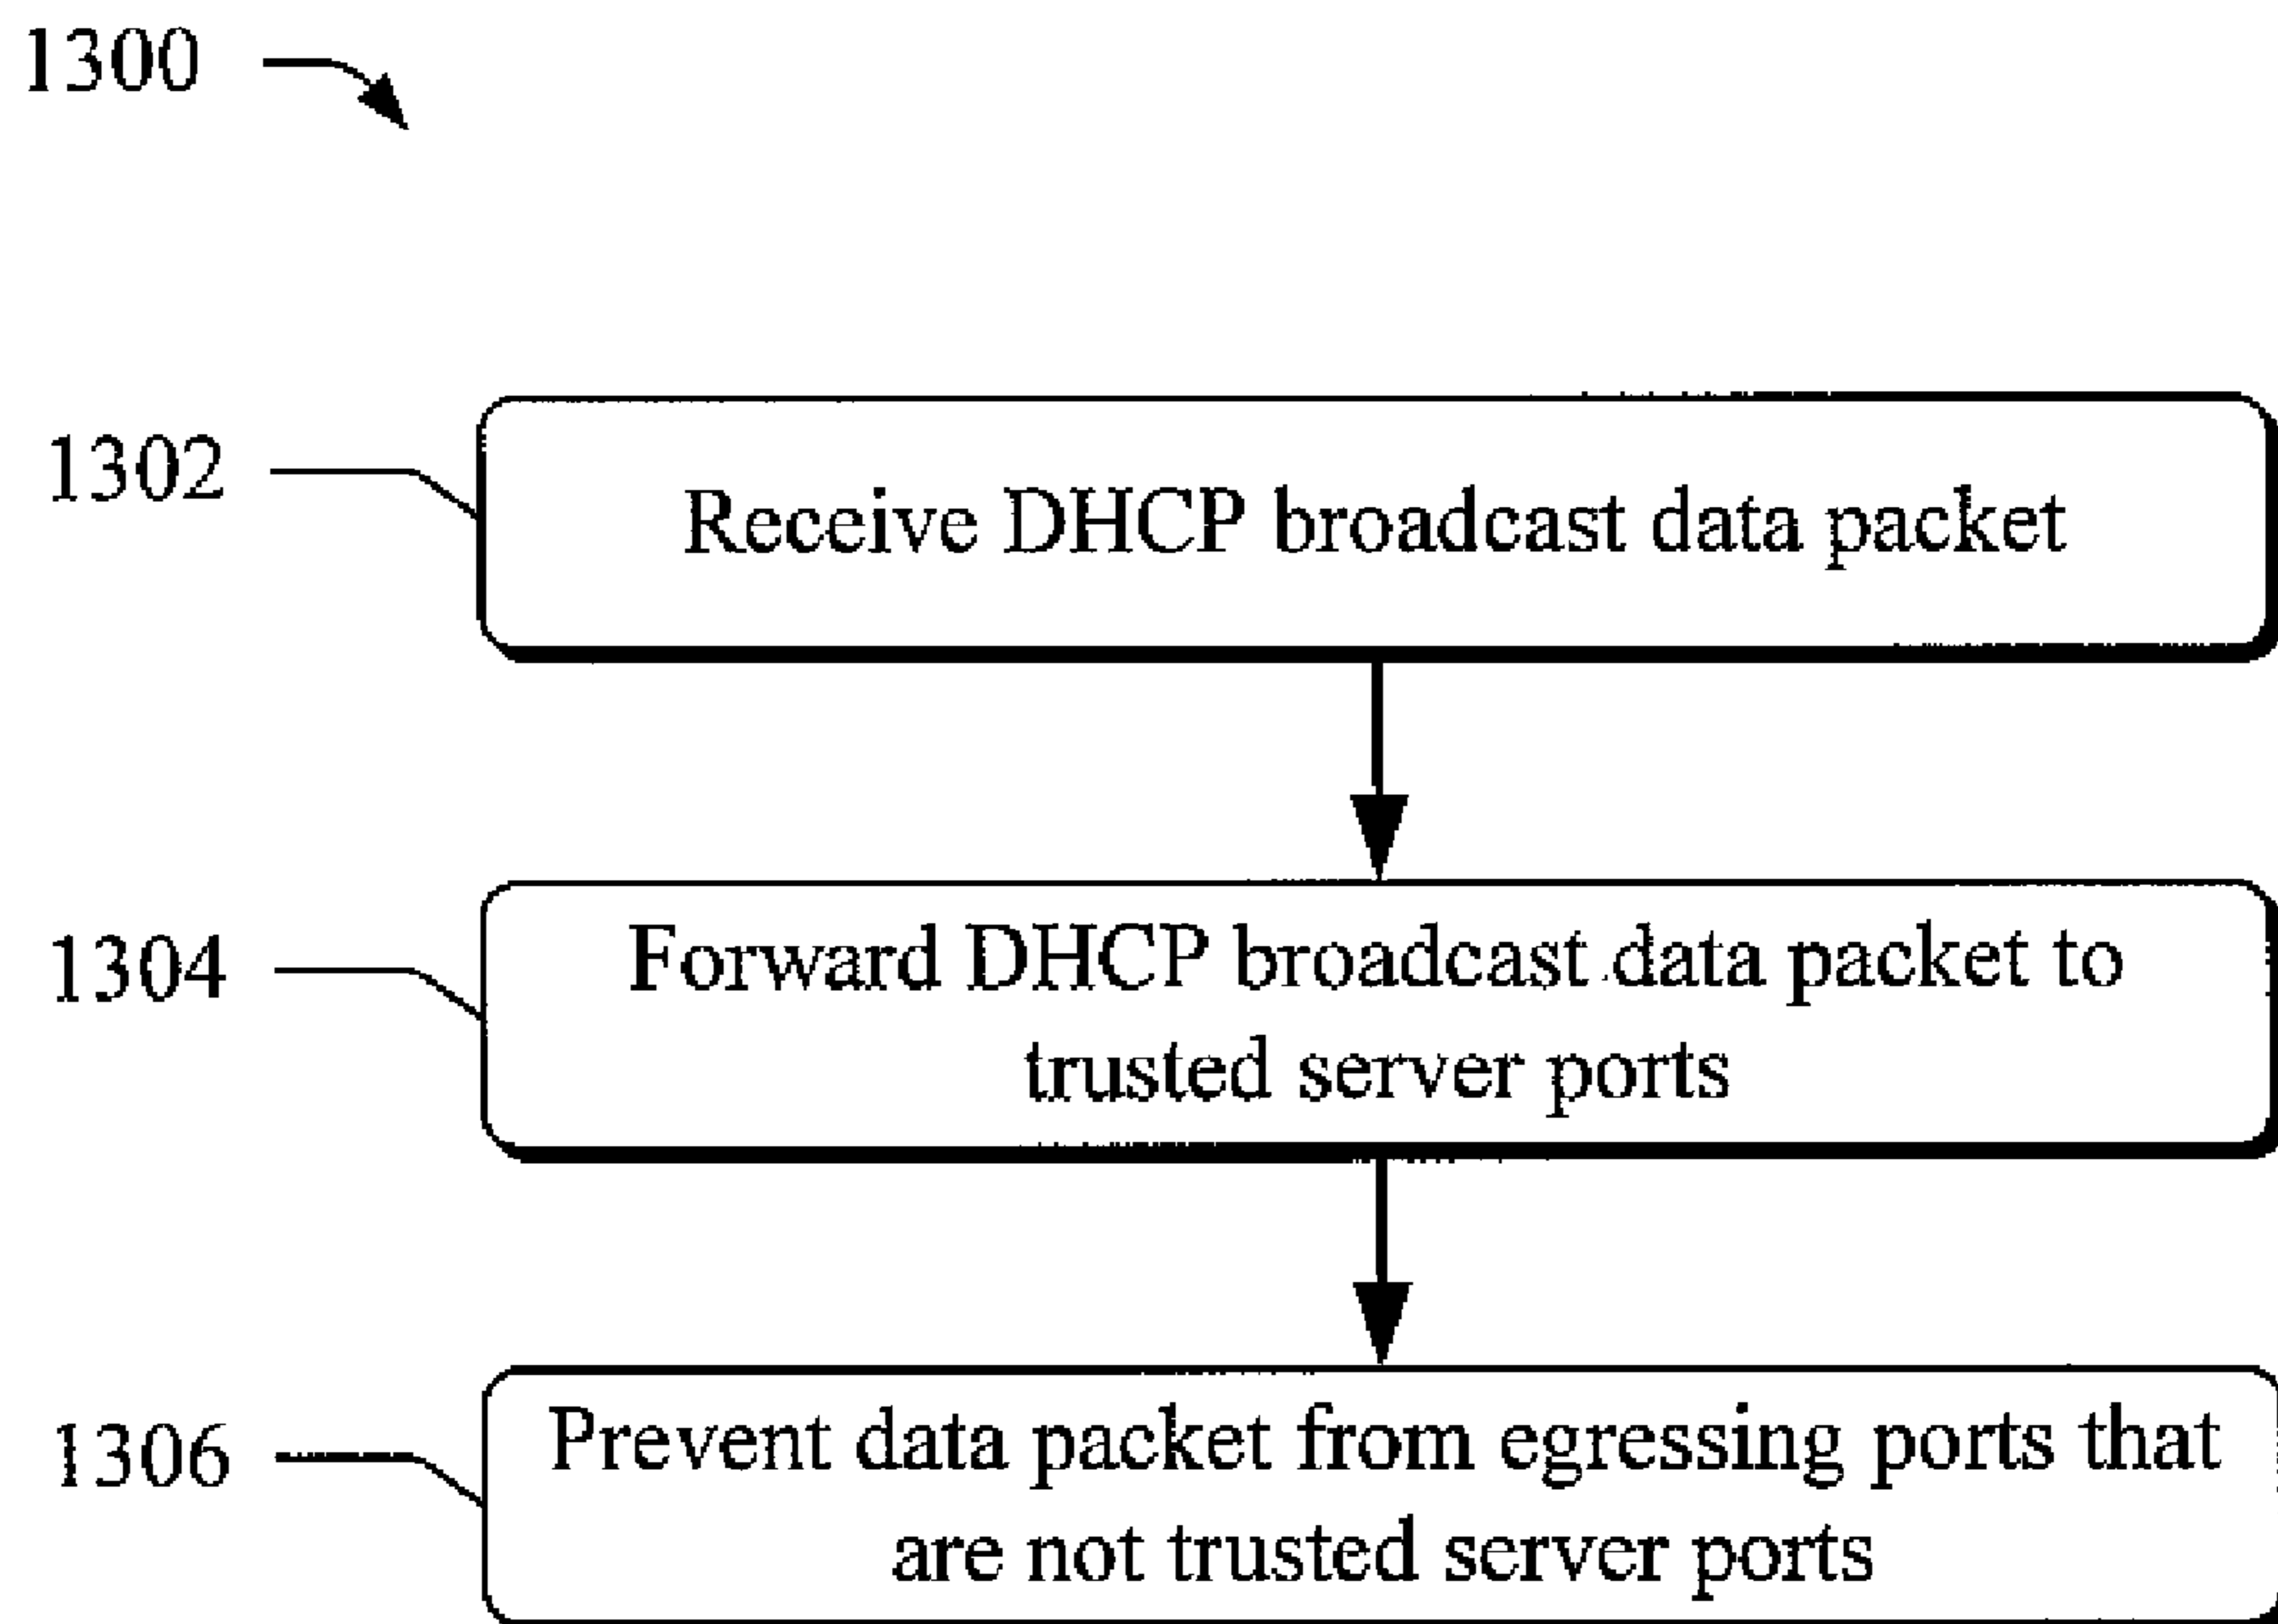 1300
1302
Receive DHCP broadcast data packet
1304
Forward DHCP broadcast data packet to
trusted server ports
1306
Prevent data packet from egressing ports that
are not trusted server ports